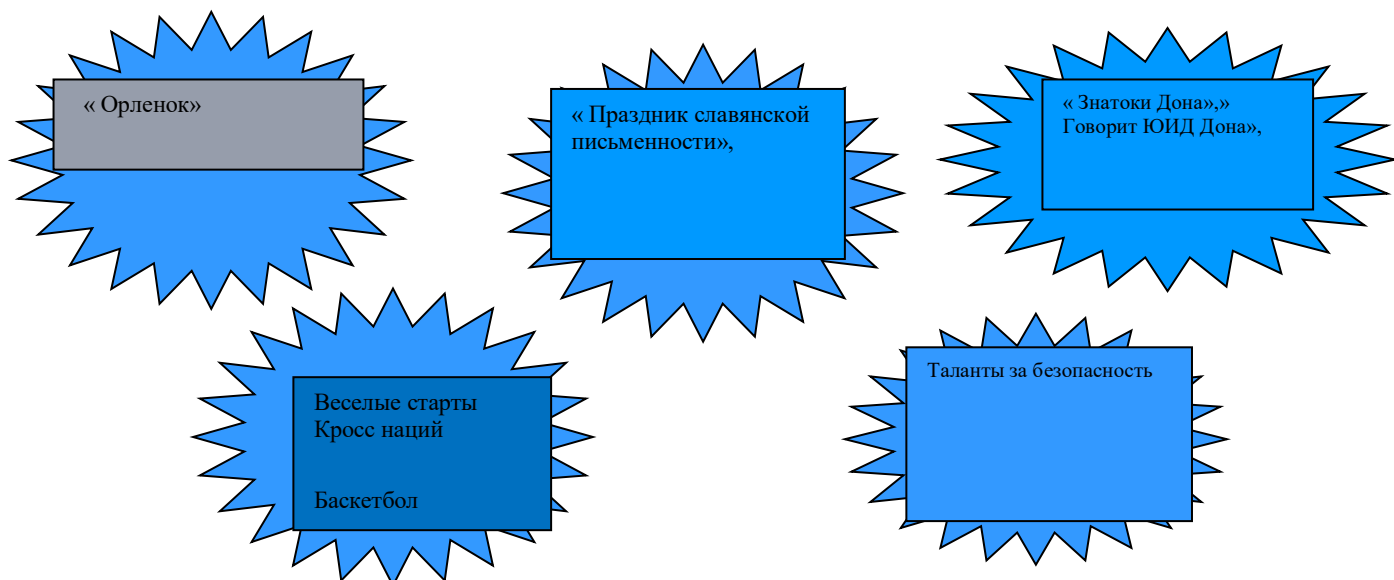 « Орленок»
« Праздник славянской
письменности»,
« Знатоки Дона»,»
Говорит ЮИД Дона»,
Веселые старты
Кросс наций
Баскетбол
Таланты за безопасность